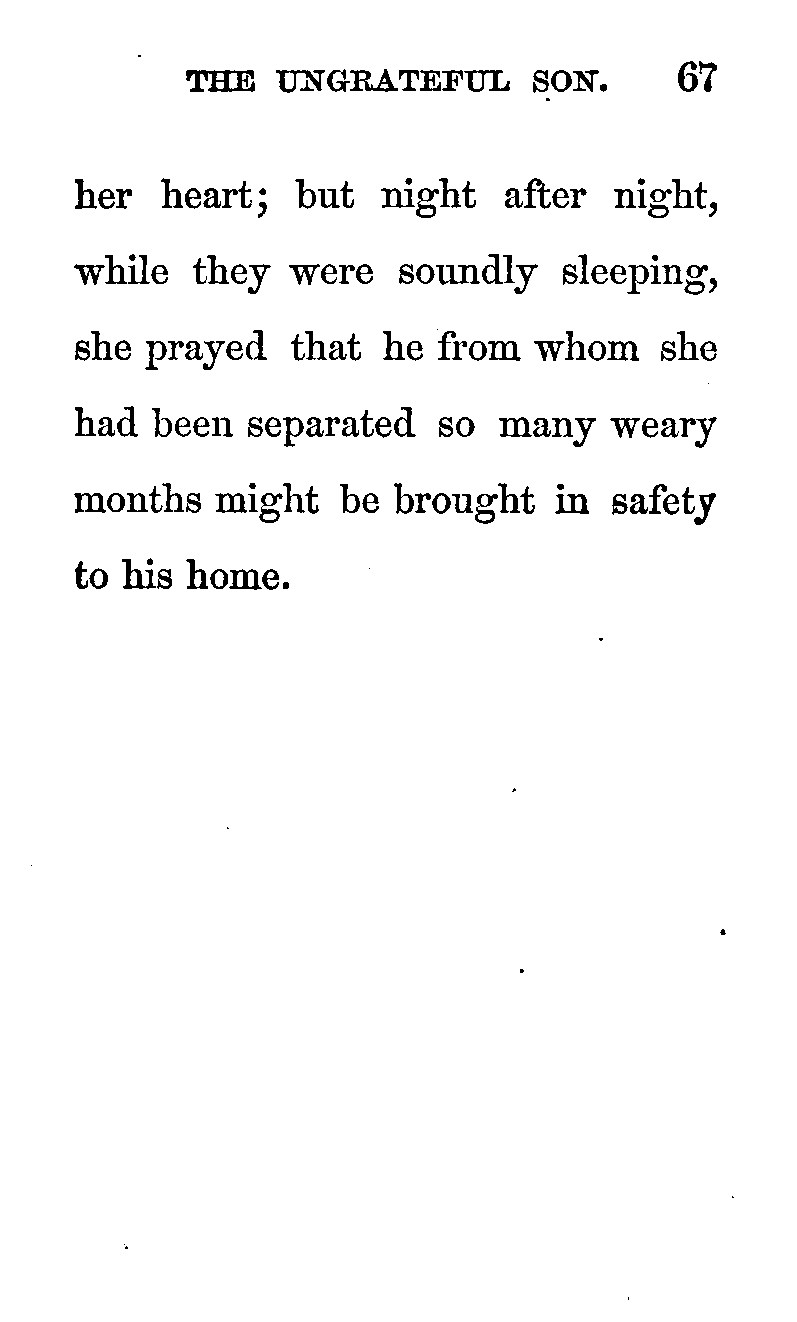 THE UNGRATEFUL SON. 67
her heart; but night after night,
while they were soundly sleeping,
she prayed that he from whom she
had been separated so many weary
months might be brought in safety
to his home.